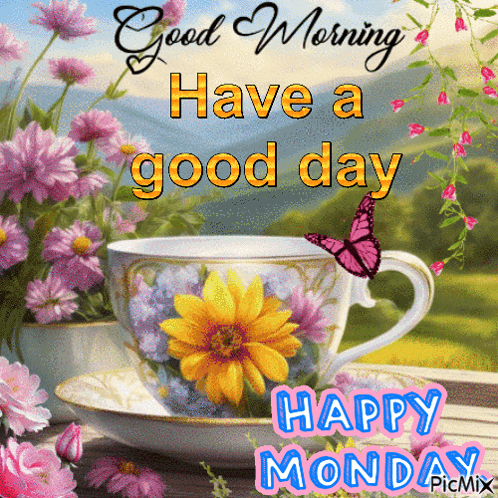 Good Morning
Have a
good day
HAPPY
MONDAY
PicMix